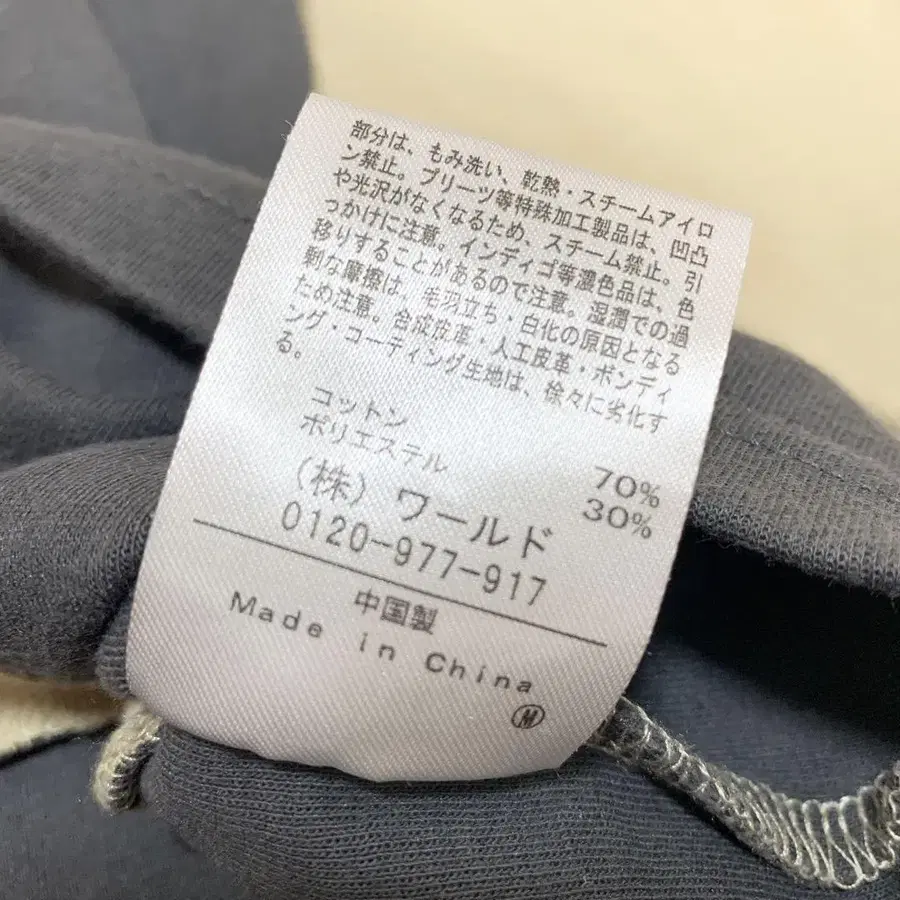 部分は、もみ洗い、乾熱・スチームアイロ
ン禁止。プリーツ等特殊加工製品は、凹凸
や光沢がなくなるため、スチーム禁止。引
っかけに注意。インディゴ等濃色品は、色
移りすることがあるので注意。湿潤での過
剰な摩擦は、毛羽立ち・白化の原因となる
ため注意。合成皮革・人工皮革・ボンディ
ング・コーティング生地は、徐々に劣化す
る。
コットン 70%
ポリエステル 30%
(株) ワールド
0120-977-917
中国製
Made in China
M